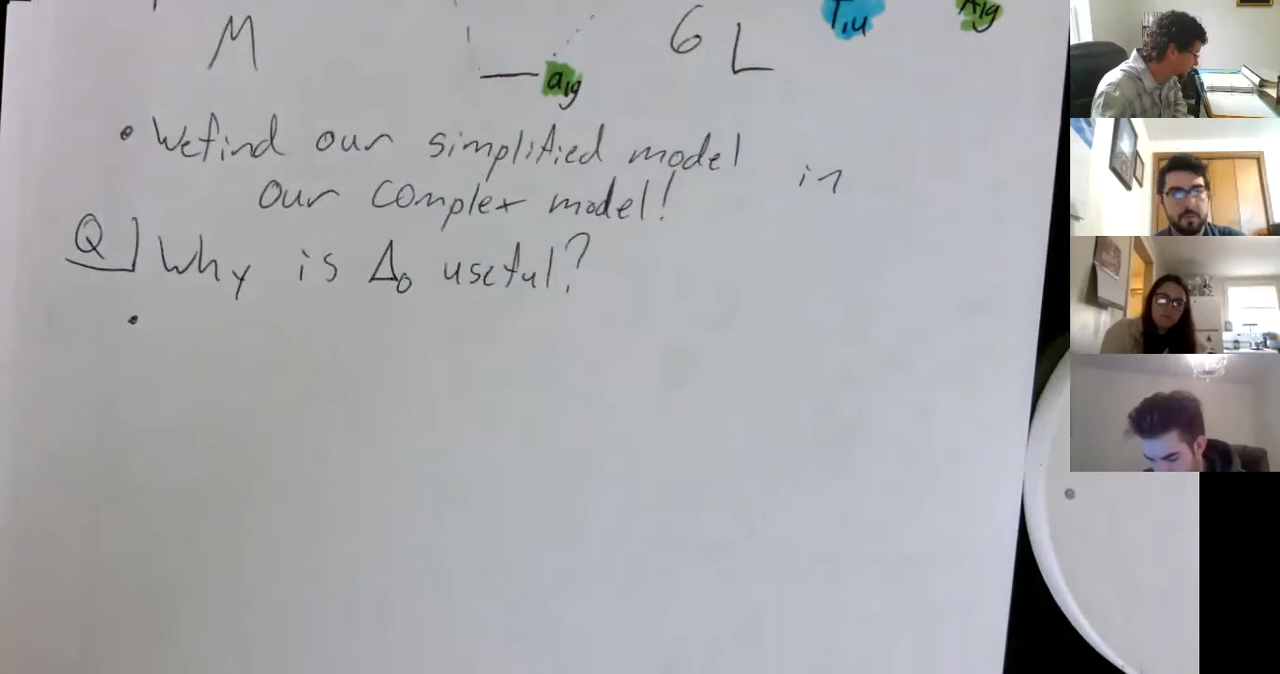 M 6 L T1u A1g
a1g
• We find our simplified model in
our complex model!
Q] Why is Δo useful?
•